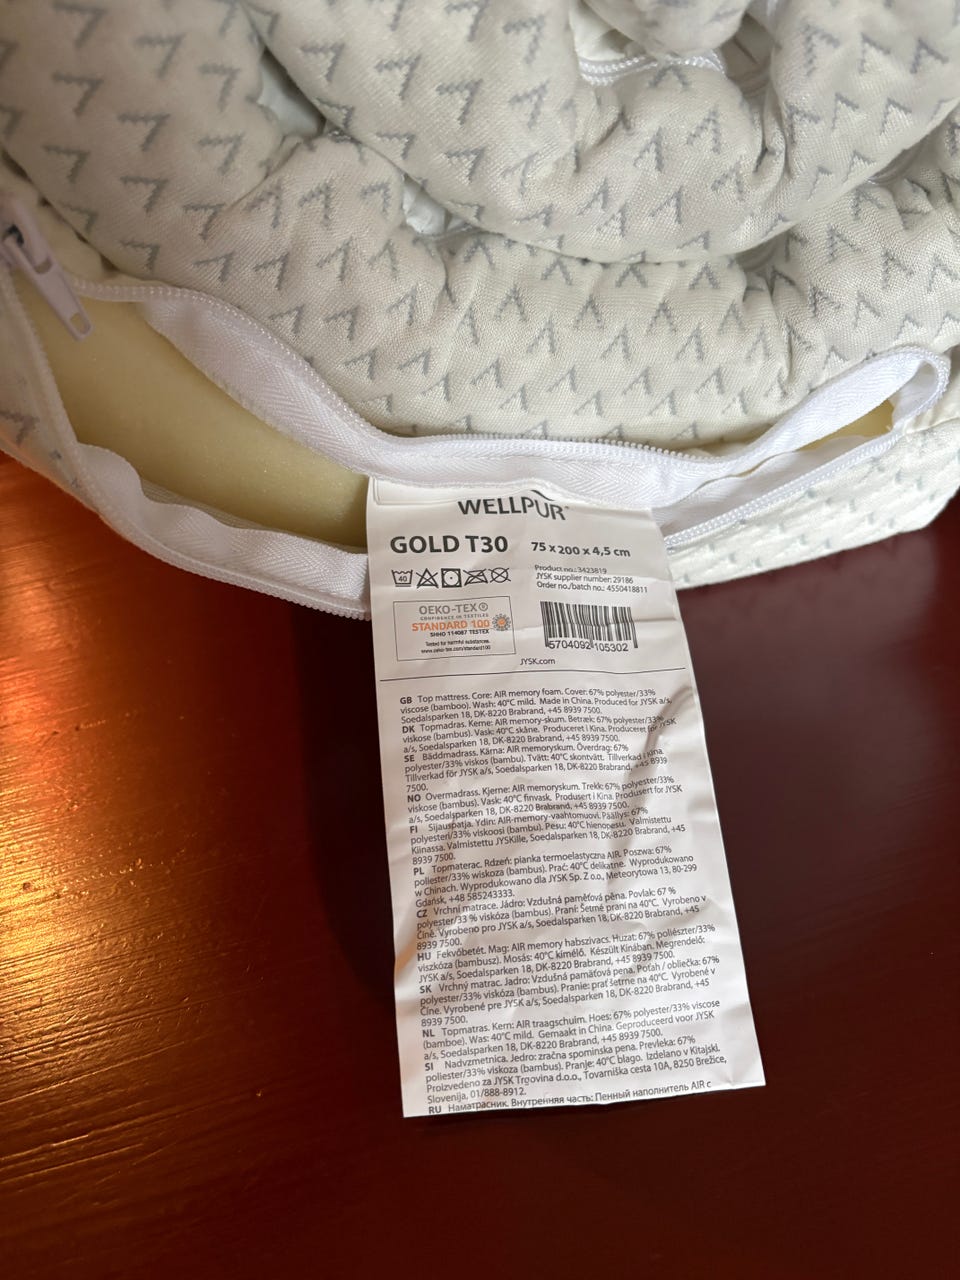 WELLPUR®
GOLD T30
75 x 200 x 4,5 cm
40
Product no.: 3423819
JYSK supplier number: 29186
Order no./batch no.: 4550418811
OEKO-TEX®
CONFIDENCE IN TEXTILES
STANDARD 100
SHHO 114087 TESTEX
Tested for harmful substances.
www.oeko-tex.com/standard100
5704092 105302
JYSK.com
GB Top mattress. Core: AIR memory foam. Cover: 67% polyester/33%
viscose (bamboo). Wash: 40°C mild. Made in China. Produced for JYSK a/s,
Soedalsparken 18, DK-8220 Brabrand, +45 8939 7500.
DK Topmadras. Kerne: AIR memory-skum. Betræk: 67% polyester/33%
viskose (bambus). Vask: 40°C skåne. Produceret i Kina. Produceret for JYSK
a/s, Soedalsparken 18, DK-8220 Brabrand, +45 8939 7500.
SE Bäddmadrass. Kärna: AIR memoryskum. Överdrag: 67%
polyester/33% viskos (bambu). Tvätt: 40°C skontvätt. Tillverkad i Kina.
Tillverkad för JYSK a/s, Soedalsparken 18, DK-8220 Brabrand, +45 8939
7500.
NO Overmadrass. Kjerne: AIR memoryskum. Trekk: 67% polyester/33%
viskose (bambus). Vask: 40°C finvask. Produsert i Kina. Produsert for JYSK
a/s, Soedalsparken 18, DK-8220 Brabrand, +45 8939 7500.
FI Sijauspatja. Ydin: AIR-memory-vaahtomuovi. Päällys: 67%
polyesteri/33% viskoosi (bambu). Pesu: 40°C hienopesu. Valmistettu
Kiinassa. Valmistettu JYSKille, Soedalsparken 18, DK-8220 Brabrand, +45
8939 7500.
PL Topmaterac. Rdzeń: pianka termoelastyczna AIR. Poszwa: 67%
poliester/33% wiskoza (bambus). Prać: 40°C delikatne. Wyprodukowano
w Chinach. Wyprodukowano dla JYSK Sp. Z o.o., Meteorytowa 13, 80-299
Gdańsk, +48 585243333.
CZ Vrchní matrace. Jádro: Vzdušná paměťová pěna. Povlak: 67 %
polyester/33 % viskóza (bambus). Praní: Šetrné praní na 40°C. Vyrobeno v
Číně. Vyrobeno pro JYSK a/s, Soedalsparken 18, DK-8220 Brabrand, +45
8939 7500.
HU Fekvőbetét. Mag: AIR memory habszivacs. Huzat: 67% poliészter/33%
viszkóza (bambusz). Mosás: 40°C kímélő. Készült Kínában. Megrendelő:
JYSK a/s, Soedalsparken 18, DK-8220 Brabrand, +45 8939 7500.
SK Vrchný matrac. Jadro: Vzdušná pamäťová pena. Poťah / obliečka: 67%
polyester/33% viskóza (bambus). Pranie: prať šetrne na 40°C. Vyrobené v
Číne. Vyrobené pre JYSK a/s, Soedalsparken 18, DK-8220 Brabrand, +45
8939 7500.
NL Topmatras. Kern: AIR traagschuim. Hoes: 67% polyester/33% viscose
(bamboe). Was: 40°C mild. Gemaakt in China. Geproduceerd voor JYSK
a/s, Soedalsparken 18, DK-8220 Brabrand, +45 8939 7500.
SI Nadvzmetnica. Jedro: zračna spominska pena. Prevleka: 67%
poliester/33% viskoza (bambus). Pranje: 40°C blago. Izdelano v Kitajski.
Proizvedeno za JYSK Trgovina d.o.o., Tovarniška cesta 10A, 8250 Brežice,
Slovenija, 01/888-8912.
RU Наматрасник. Внутренняя часть: Пенный наполнитель AIR с